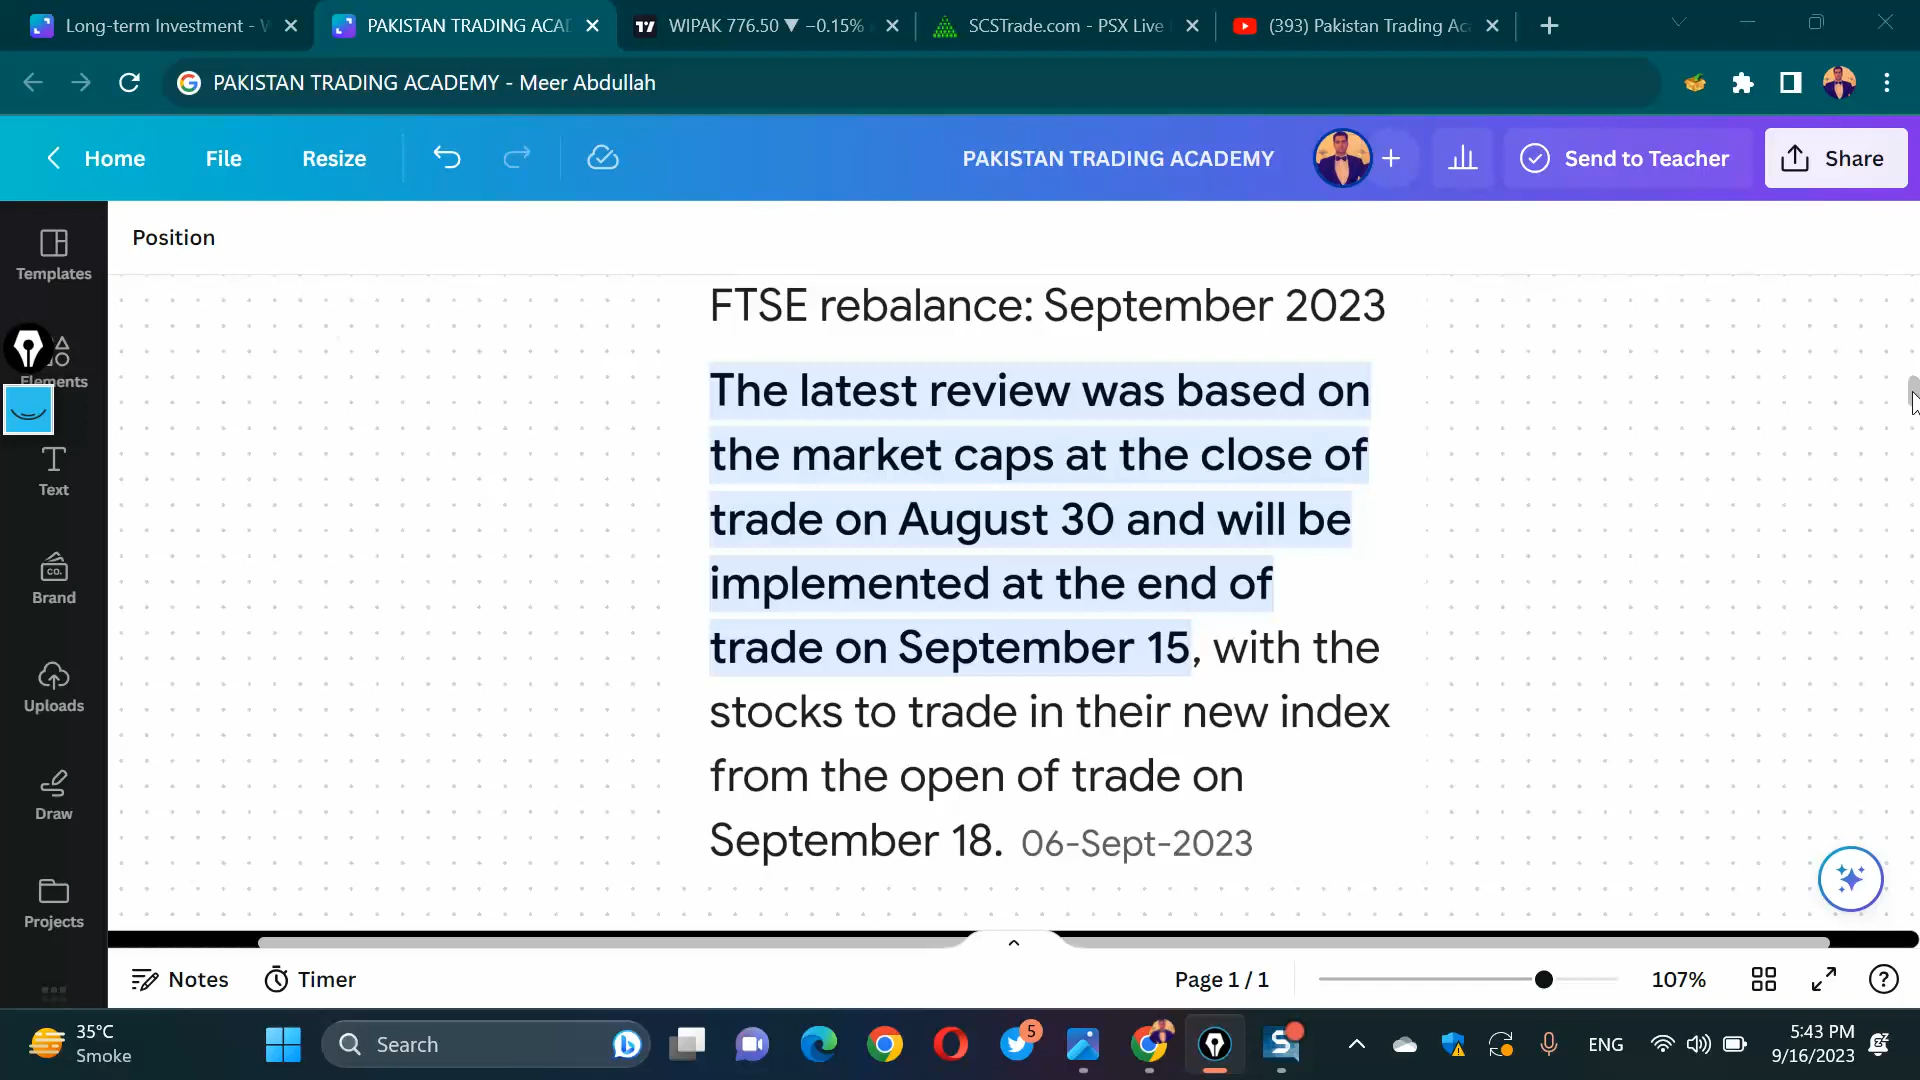 Long-term Investment - W
PAKISTAN TRADING ACAD
WIPAK 776.50 ▼ −0.15%
SCSTrade.com - PSX Live
(393) Pakistan Trading Ac
PAKISTAN TRADING ACADEMY - Meer Abdullah
Home
File
Resize
PAKISTAN TRADING ACADEMY
Send to Teacher
Share
Position
Templates
Elements
Text
CO.
Brand
Uploads
Draw
Projects
FTSE rebalance: September 2023
The latest review was based on
the market caps at the close of
trade on August 30 and will be
implemented at the end of
trade on September 15, with the
stocks to trade in their new index
from the open of trade on
September 18. 06-Sept-2023
Notes
Timer
Page 1 / 1
107%
35°C
Smoke
Search
5
ENG
5:43 PM
9/16/2023